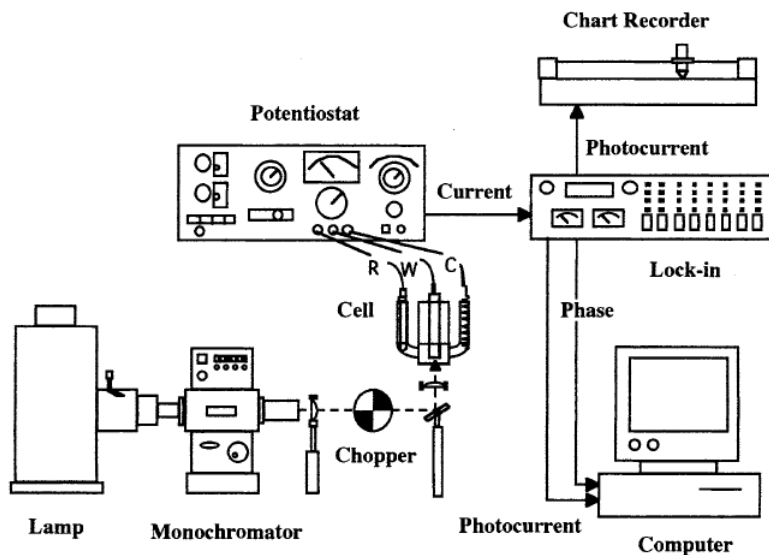 Chart Recorder
Potentiostat
Photocurrent
Current
Lock-in
R W C
Cell
Phase
Chopper
Lamp
Monochromator
Photocurrent
Computer